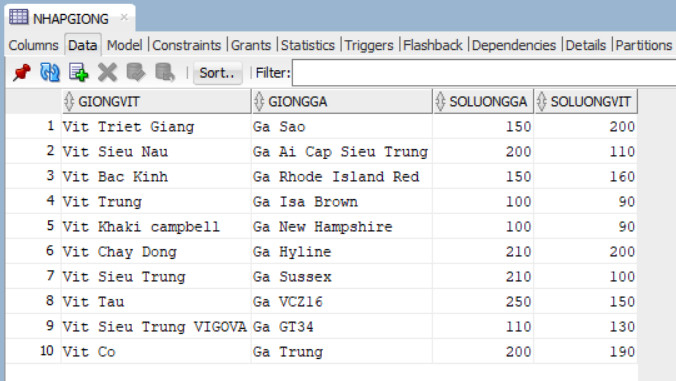 NHAPGIONG ×
Columns Data Model Constraints Grants Statistics Triggers Flashback Dependencies Details Partitions
Sort.. Filter:
GIONGVIT GIONGGA SOLUONGGA SOLUONGVIT
1 Vit Triet Giang Ga Sao 150 200
2 Vit Sieu Nau Ga Ai Cap Sieu Trung 200 110
3 Vit Bac Kinh Ga Rhode Island Red 150 160
4 Vit Trung Ga Isa Brown 100 90
5 Vit Khaki campbell Ga New Hampshire 100 90
6 Vit Chay Dong Ga Hyline 210 200
7 Vit Sieu Trung Ga Sussex 210 100
8 Vit Tau Ga VCZ16 250 150
9 Vit Sieu Trung VIGOVA Ga GT34 110 130
10 Vit Co Ga Trung 200 190